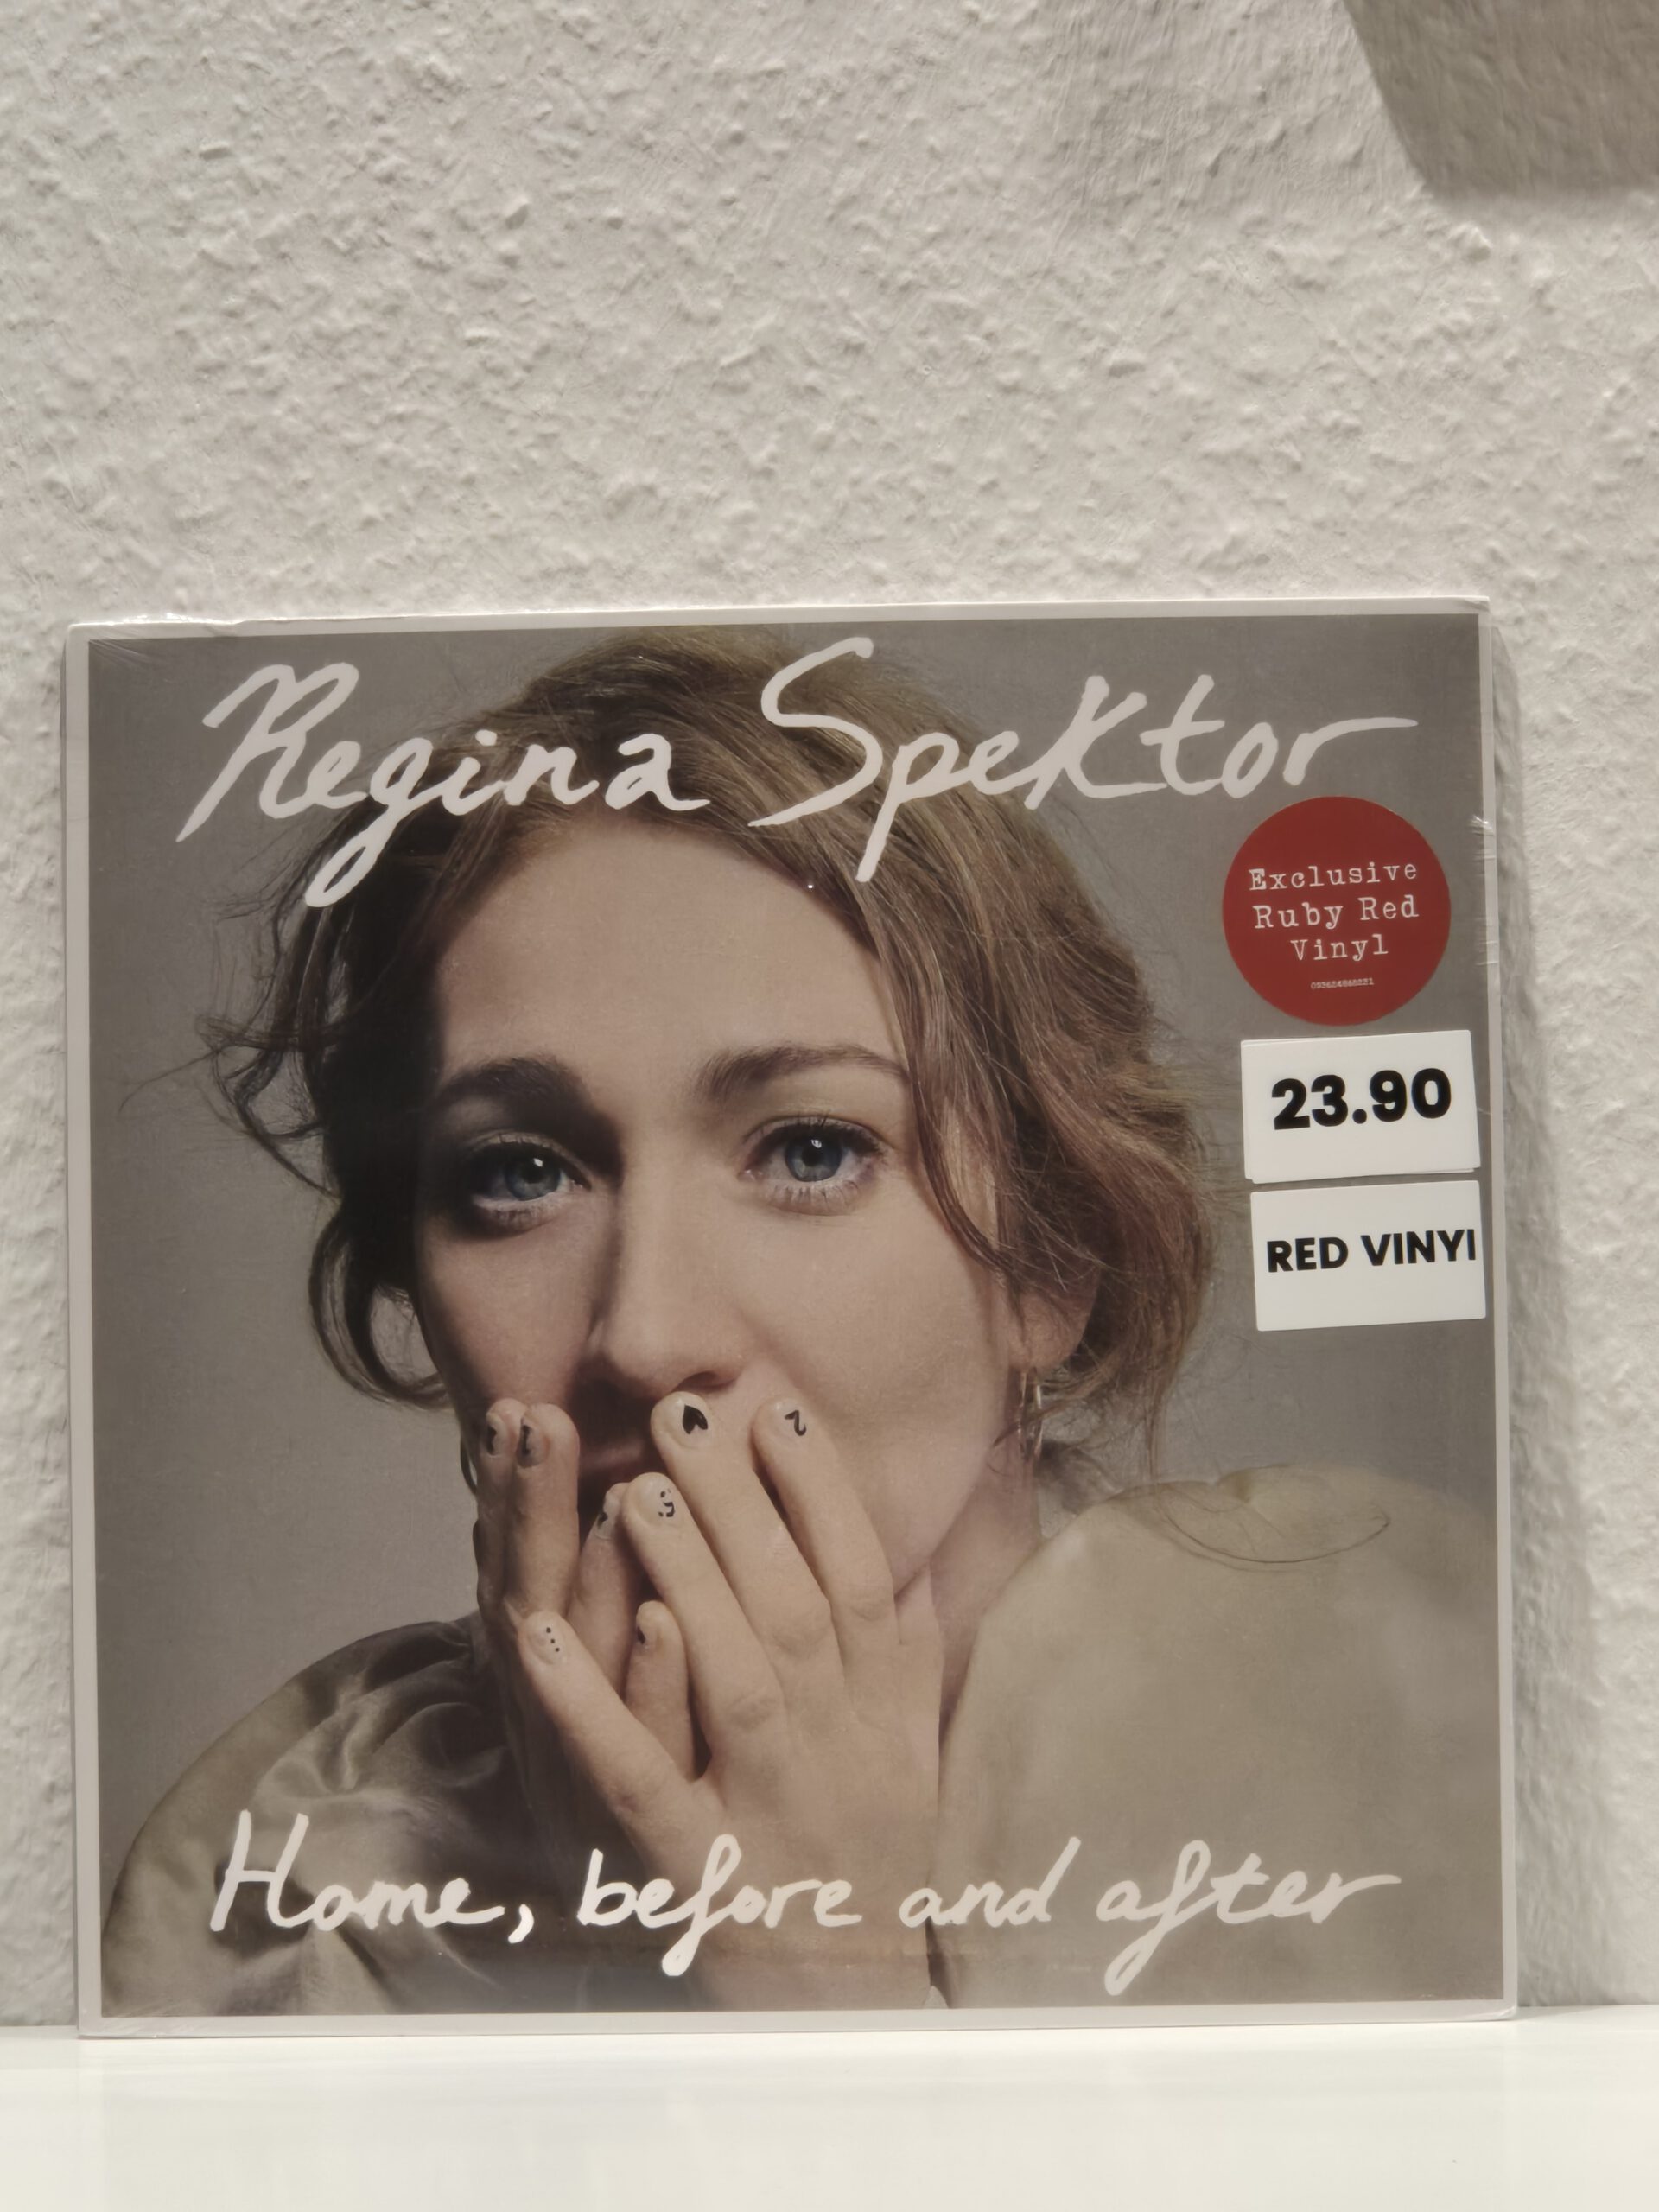 Regina Spektor
Exclusive
Ruby Red
Vinyl
23.90
RED VINYl
Home, before and after